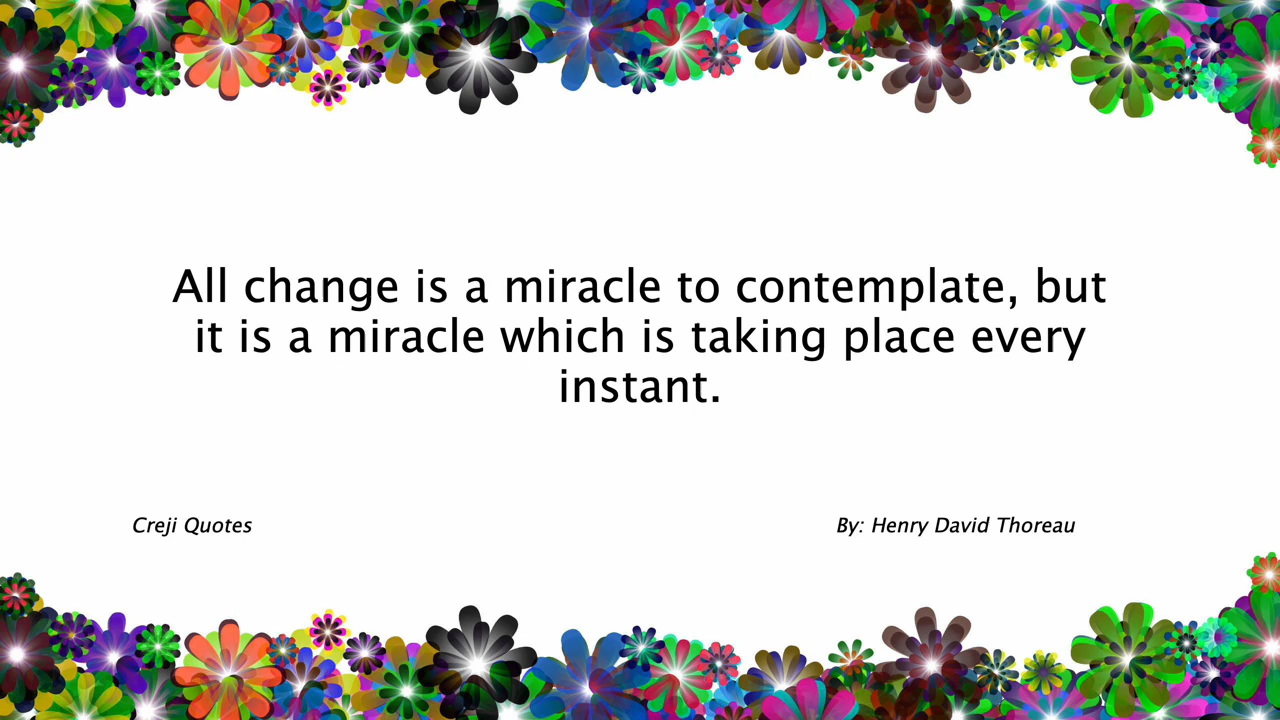 All change is a miracle to contemplate, but
it is a miracle which is taking place every
instant.
Creji Quotes
By: Henry David Thoreau